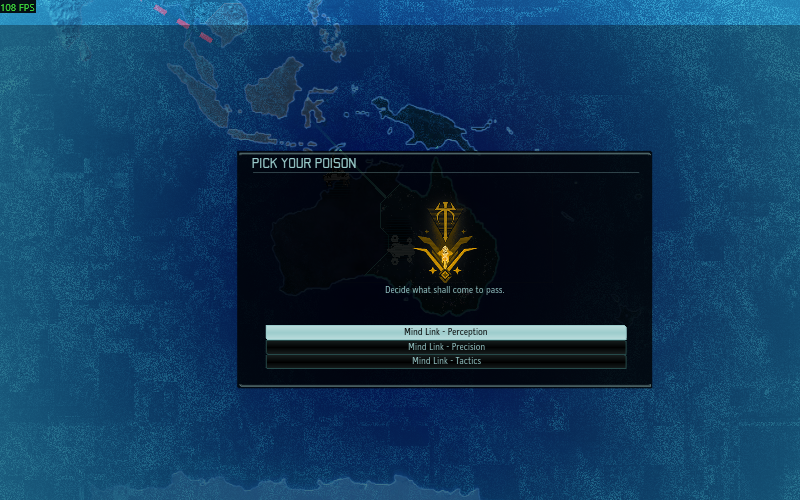 108 FPS
PICK YOUR POISON
Decide what shall come to pass.
Mind Link - Perception
Mind Link - Precision
Mind Link - Tactics